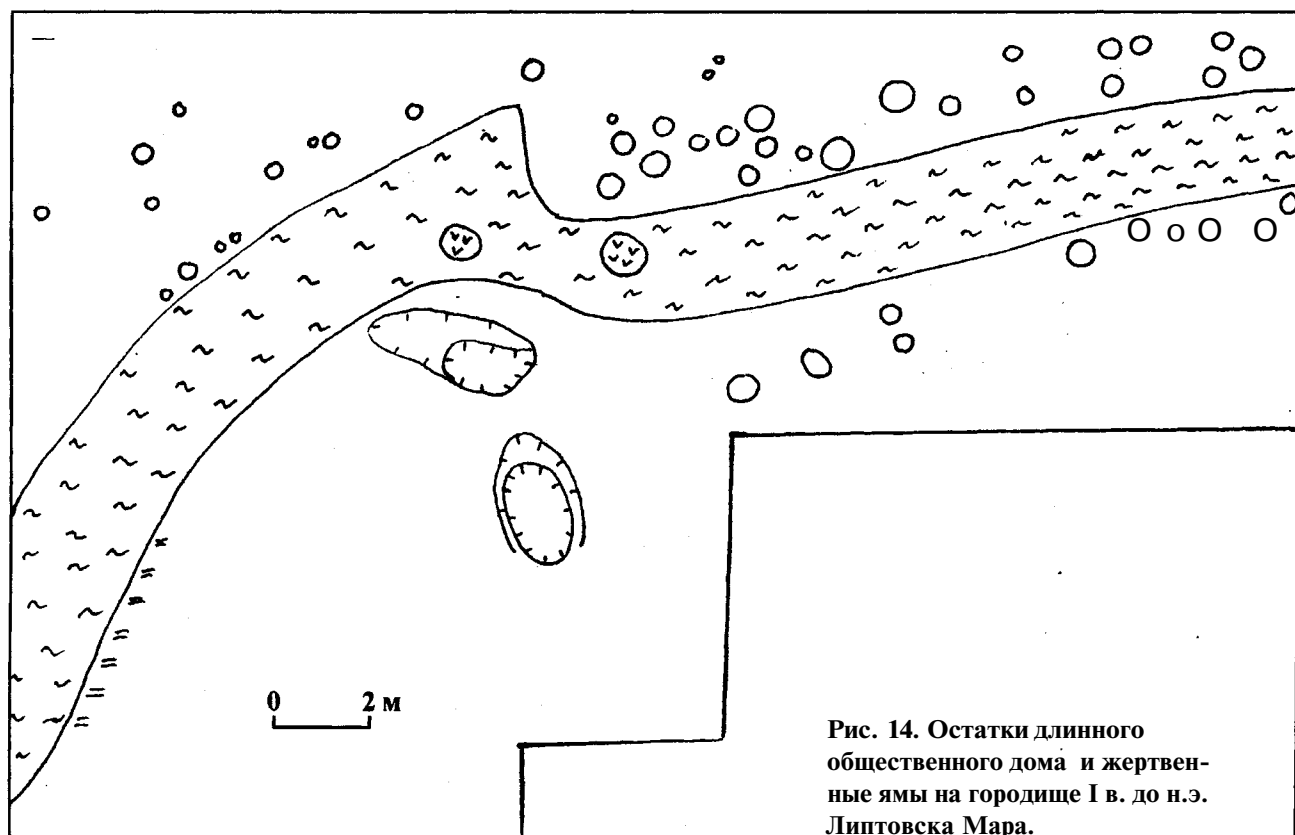 0 2 м
Рис. 14. Остатки длинного
общественного дома и жертвен-
ные ямы на городище I в. до н.э.
Липтовска Мара.